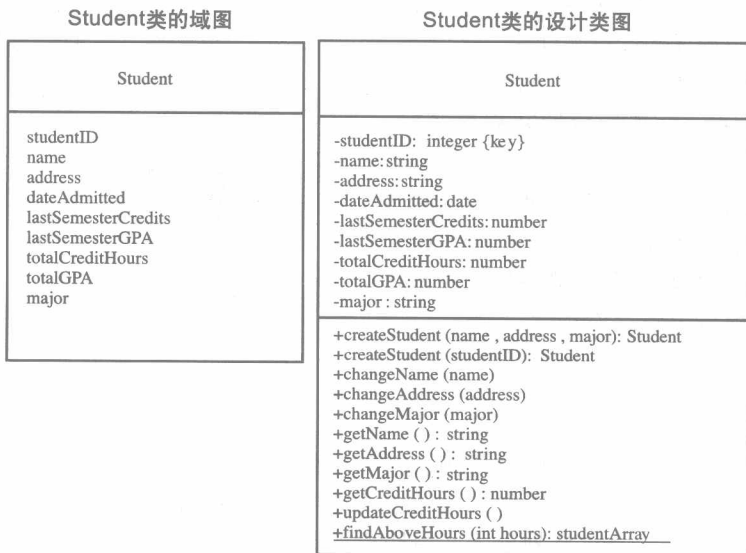 Student类的域图
Student
studentID
name
address
dateAdmitted
lastSemesterCredits
lastSemesterGPA
totalCreditHours
totalGPA
major
Student类的设计类图
Student
-studentID: integer {key}
-name: string
-address: string
-dateAdmitted: date
-lastSemesterCredits: number
-lastSemesterGPA: number
-totalCreditHours: number
-totalGPA: number
-major : string
+createStudent (name , address , major): Student
+createStudent (studentID): Student
+changeName (name)
+changeAddress (address)
+changeMajor (major)
+getName ( ) : string
+getAddress ( ) : string
+getMajor ( ) : string
+getCreditHours ( ) : number
+updateCreditHours ( )
+findAboveHours (int hours): studentArray